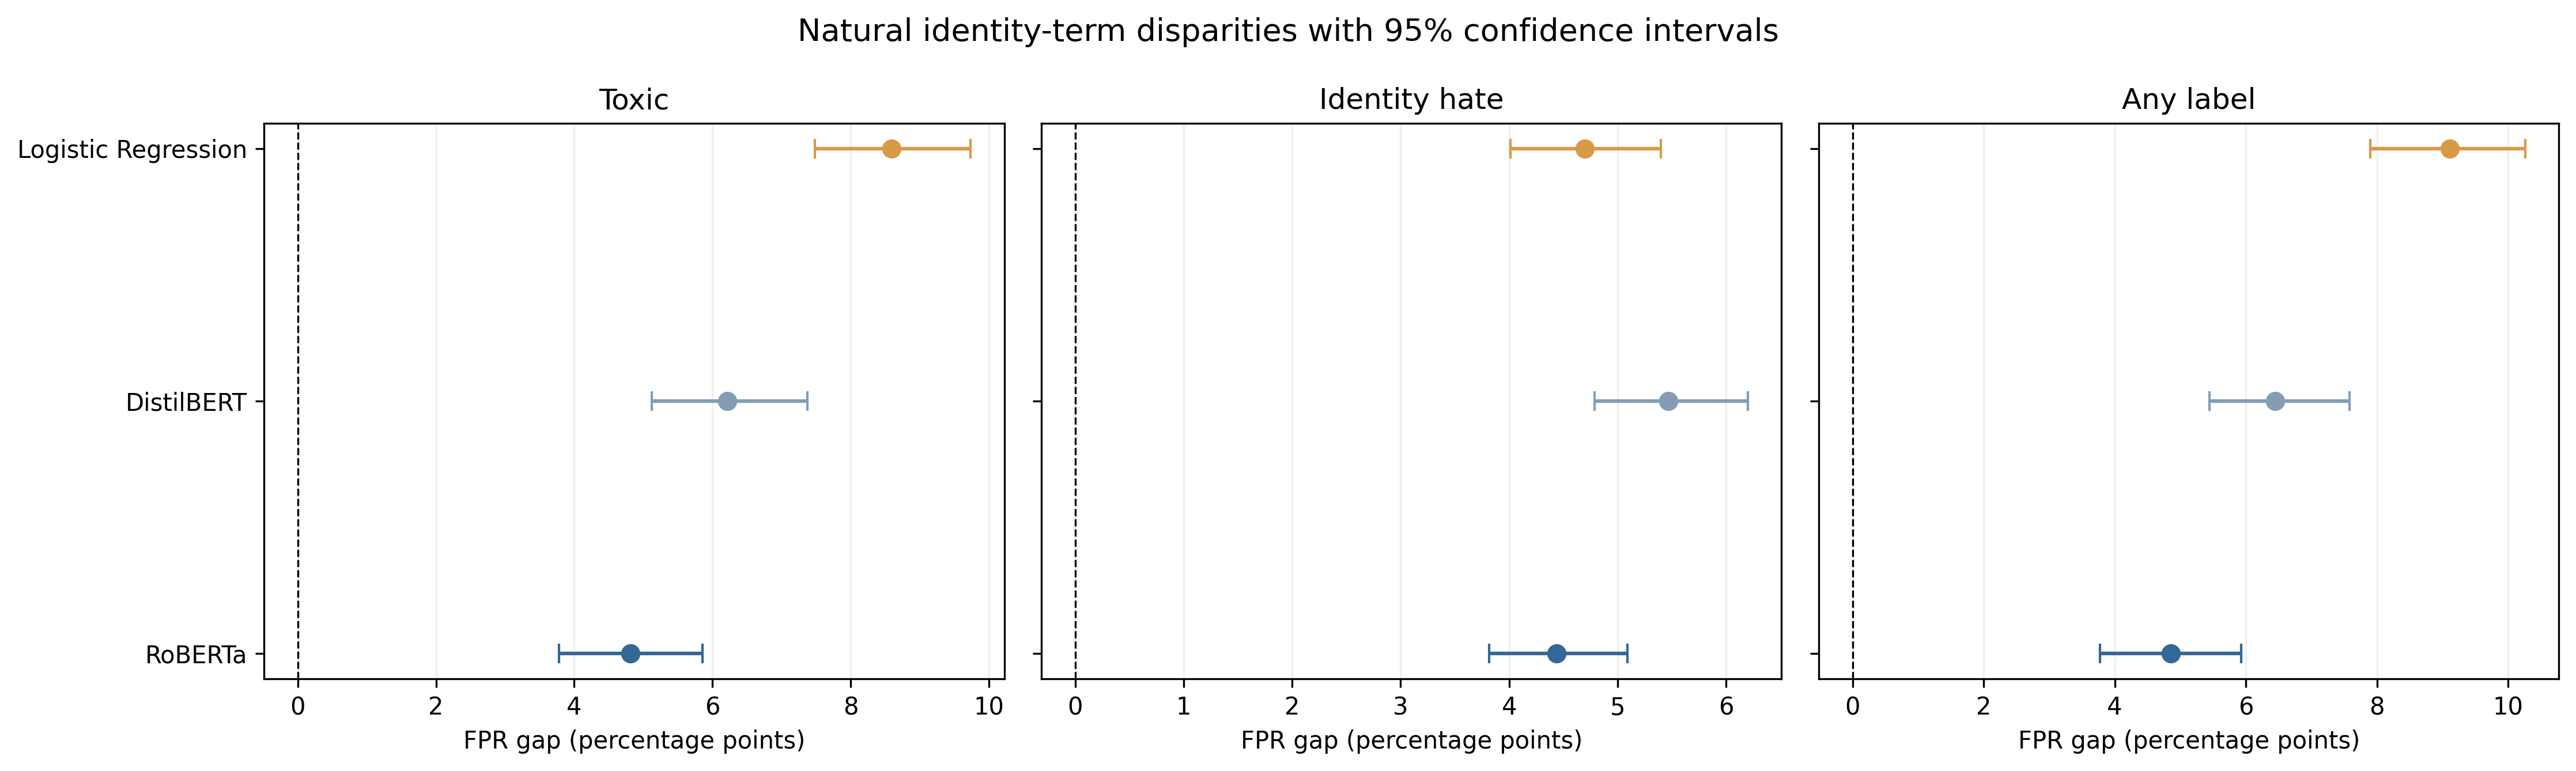 Natural identity-term disparities with 95% confidence intervals
Toxic
Identity hate
Any label
Logistic Regression
DistilBERT
RoBERTa
0 2 4 6 8 10
0 1 2 3 4 5 6
0 2 4 6 8 10
FPR gap (percentage points)
FPR gap (percentage points)
FPR gap (percentage points)